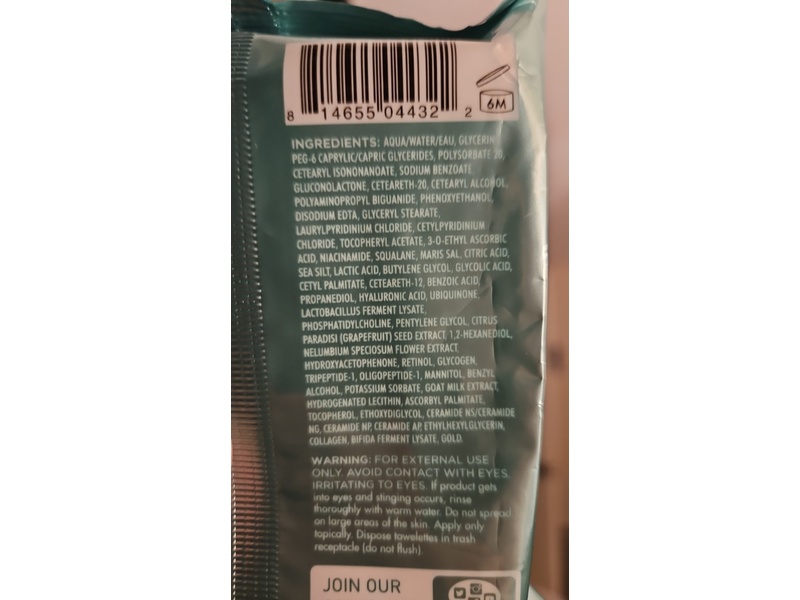 8 14655 04432 2
6M
INGREDIENTS: AQUA/WATER/EAU, GLYCERIN,
PEG-6 CAPRYLIC/CAPRIC GLYCERIDES, POLYSORBATE 20,
CETEARYL ISONONANOATE, SODIUM BENZOATE,
GLUCONOLACTONE, CETEARETH-20, CETEARYL ALCOHOL,
POLYAMINOPROPYL BIGUANIDE, PHENOXYETHANOL,
DISODIUM EDTA, GLYCERYL STEARATE,
LAURYLPYRIDINIUM CHLORIDE, CETYLPYRIDINIUM
CHLORIDE, TOCOPHERYL ACETATE, 3-O-ETHYL ASCORBIC
ACID, NIACINAMIDE, SQUALANE, MARIS SAL, CITRIC ACID,
SEA SILT, LACTIC ACID, BUTYLENE GLYCOL, GLYCOLIC ACID,
CETYL PALMITATE, CETEARETH-12, BENZOIC ACID,
PROPANEDIOL, HYALURONIC ACID, UBIQUINONE,
LACTOBACILLUS FERMENT LYSATE,
PHOSPHATIDYLCHOLINE, PENTYLENE GLYCOL, CITRUS
PARADISI (GRAPEFRUIT) SEED EXTRACT, 1,2-HEXANEDIOL,
NELUMBIUM SPECIOSUM FLOWER EXTRACT,
HYDROXYACETOPHENONE, RETINOL, GLYCOGEN,
TRIPEPTIDE-1, OLIGOPEPTIDE-1, MANNITOL, BENZYL
ALCOHOL, POTASSIUM SORBATE, GOAT MILK EXTRACT,
HYDROGENATED LECITHIN, ASCORBYL PALMITATE,
TOCOPHEROL, ETHOXYDIGLYCOL, CERAMIDE NS/CERAMIDE
NG, CERAMIDE NP, CERAMIDE AP, ETHYLHEXYLGLYCERIN,
COLLAGEN, BIFIDA FERMENT LYSATE, GOLD.
WARNING: FOR EXTERNAL USE
ONLY. AVOID CONTACT WITH EYES.
IRRITATING TO EYES. If product gets
into eyes and stinging occurs, rinse
thoroughly with warm water. Do not spread
on large areas of the skin. Apply only
topically. Dispose towelettes in trash
receptacle (do not flush).
JOIN OUR